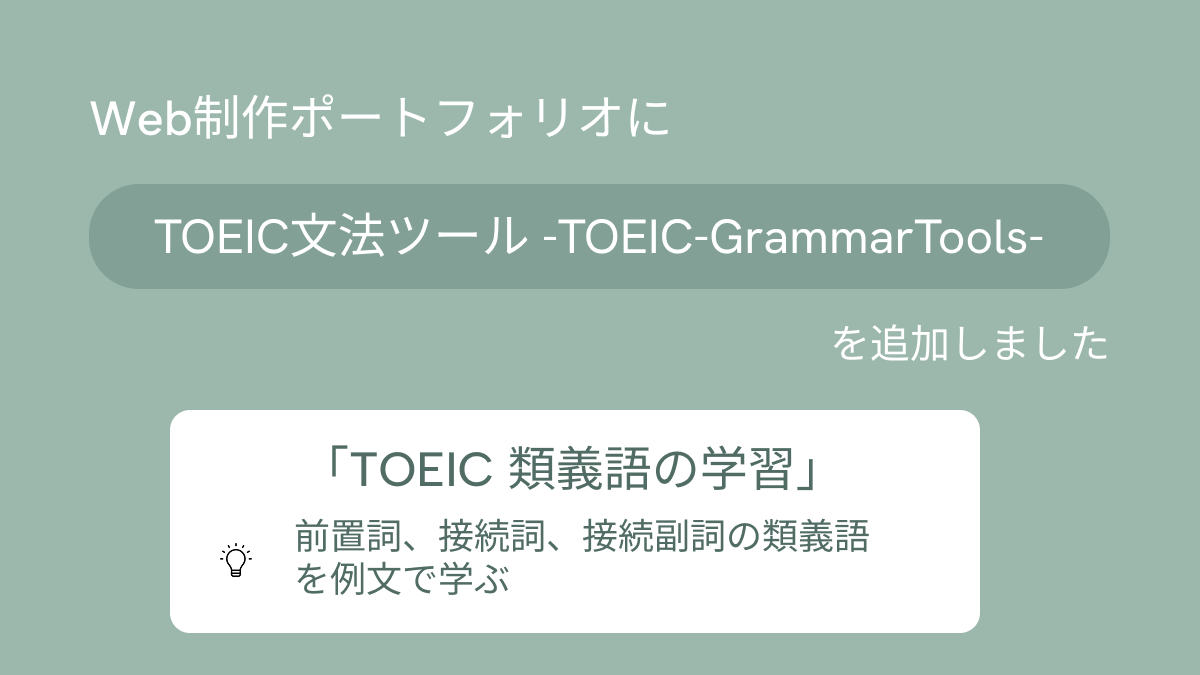 Web制作ポートフォリオに
TOEIC文法ツール -TOEIC-GrammarTools-
を追加しました
「TOEIC 類義語の学習」
前置詞、接続詞、接続副詞の類義語
を例文で学ぶ